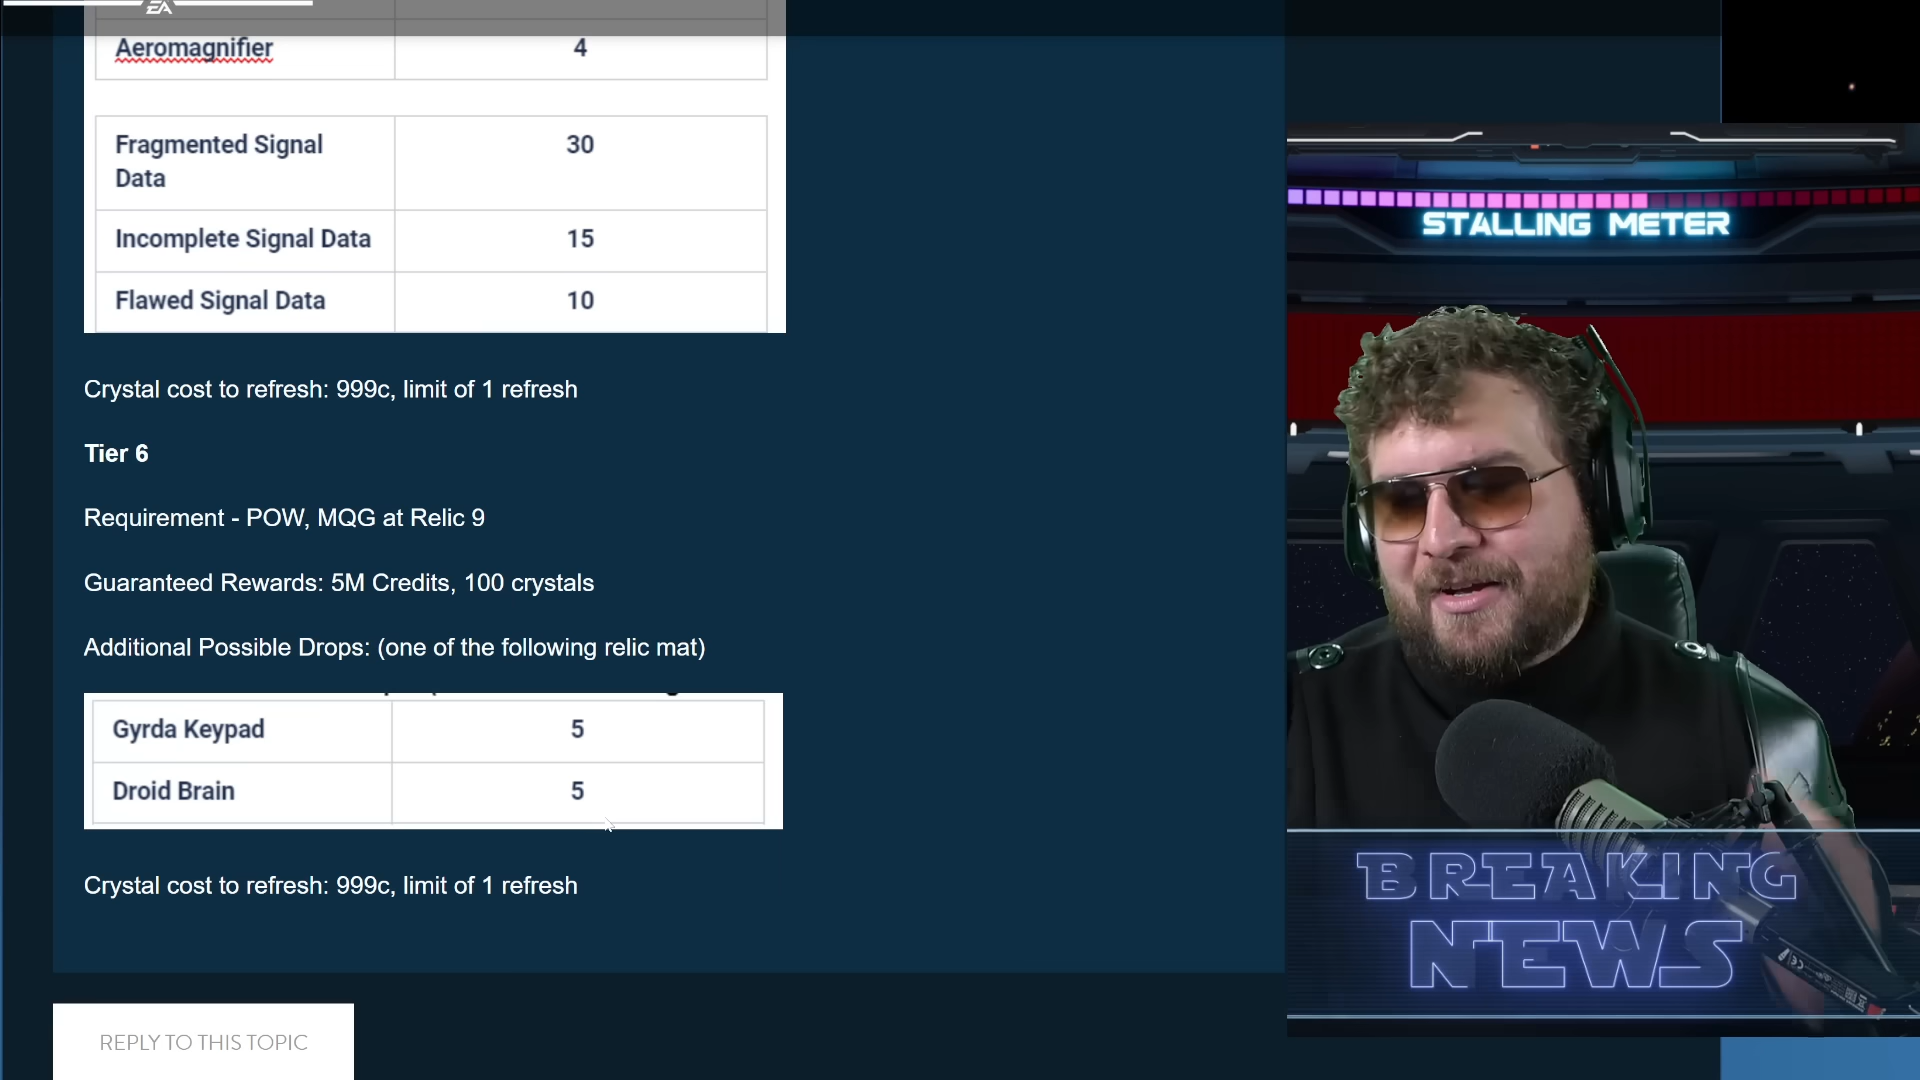 EA
Aeromagnifier 4
Fragmented Signal 30
Data
Incomplete Signal Data 15
Flawed Signal Data 10
Crystal cost to refresh: 999c, limit of 1 refresh
Tier 6
Requirement - POW, MQG at Relic 9
Guaranteed Rewards: 5M Credits, 100 crystals
Additional Possible Drops: (one of the following relic mat)
Gyrda Keypad 5
Droid Brain 5
Crystal cost to refresh: 999c, limit of 1 refresh
REPLY TO THIS TOPIC
STALLING METER
BREAKING
NEWS